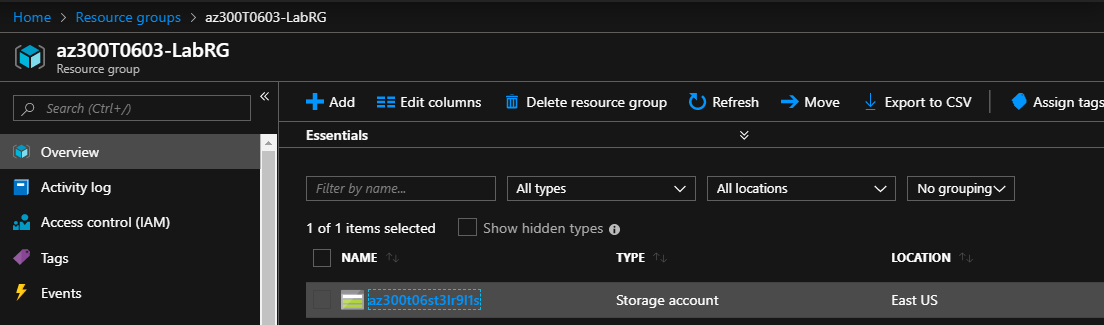 Home > Resource groups > az300T0603-LabRG
az300T0603-LabRG
Resource group
Search (Ctrl+/)
Overview
Activity log
Access control (IAM)
Tags
Events
Add Edit columns Delete resource group Refresh Move Export to CSV Assign tags
Essentials
Filter by name... All types All locations No grouping
1 of 1 items selected Show hidden types
NAME TYPE LOCATION
az300t06st3lr9l1s Storage account East US